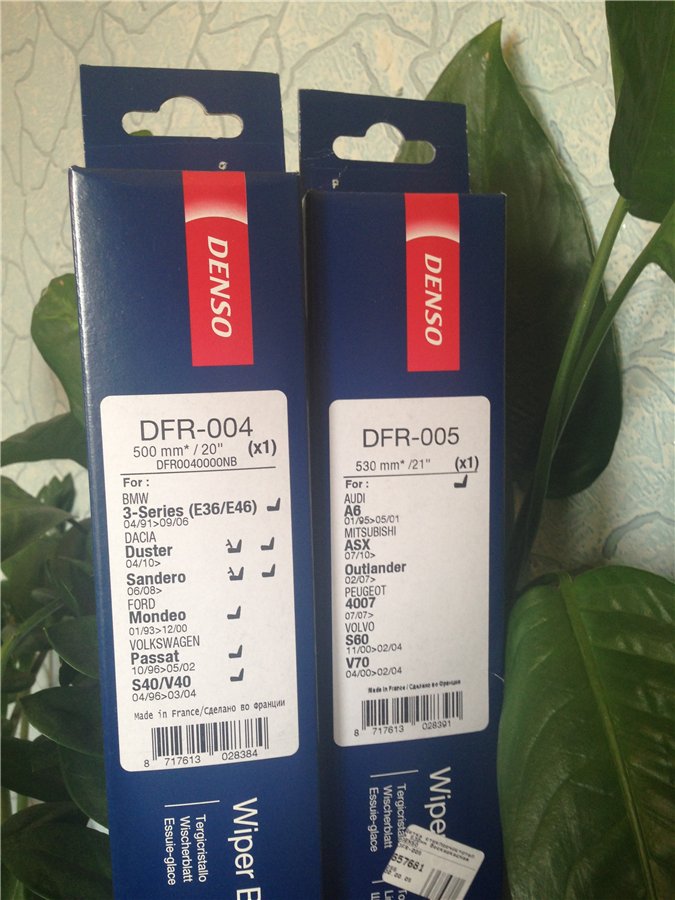 DENSO
DFR-004
500 mm* / 20" (x1)
DFR0040000NB
For :
BMW
3-Series (E36/E46)
04/91>09/06
DACIA
Duster
04/10>
Sandero
06/08>
FORD
Mondeo
01/93>12/00
VOLKSWAGEN
Passat
10/96>05/02
S40/V40
04/96>03/04
Made in France/Сделано во франции
8 717613 028384
Wiper B
Tergicristallo
Wischerblatt
Essuie-glace
DENSO
DFR-005
530 mm* /21" (x1)
For :
AUDI
A6
01/95>05/01
MITSUBISHI
ASX
07/10>
Outlander
02/07>
PEUGEOT
4007
07/07>
VOLVO
S60
11/00>02/04
V70
04/00>02/04
Made in France/Сделано во Франции
8 717613 028391
Wiper
Tergicristallo
Wischerblatt
Essuie-glace
DENSO
DFR-005
657681